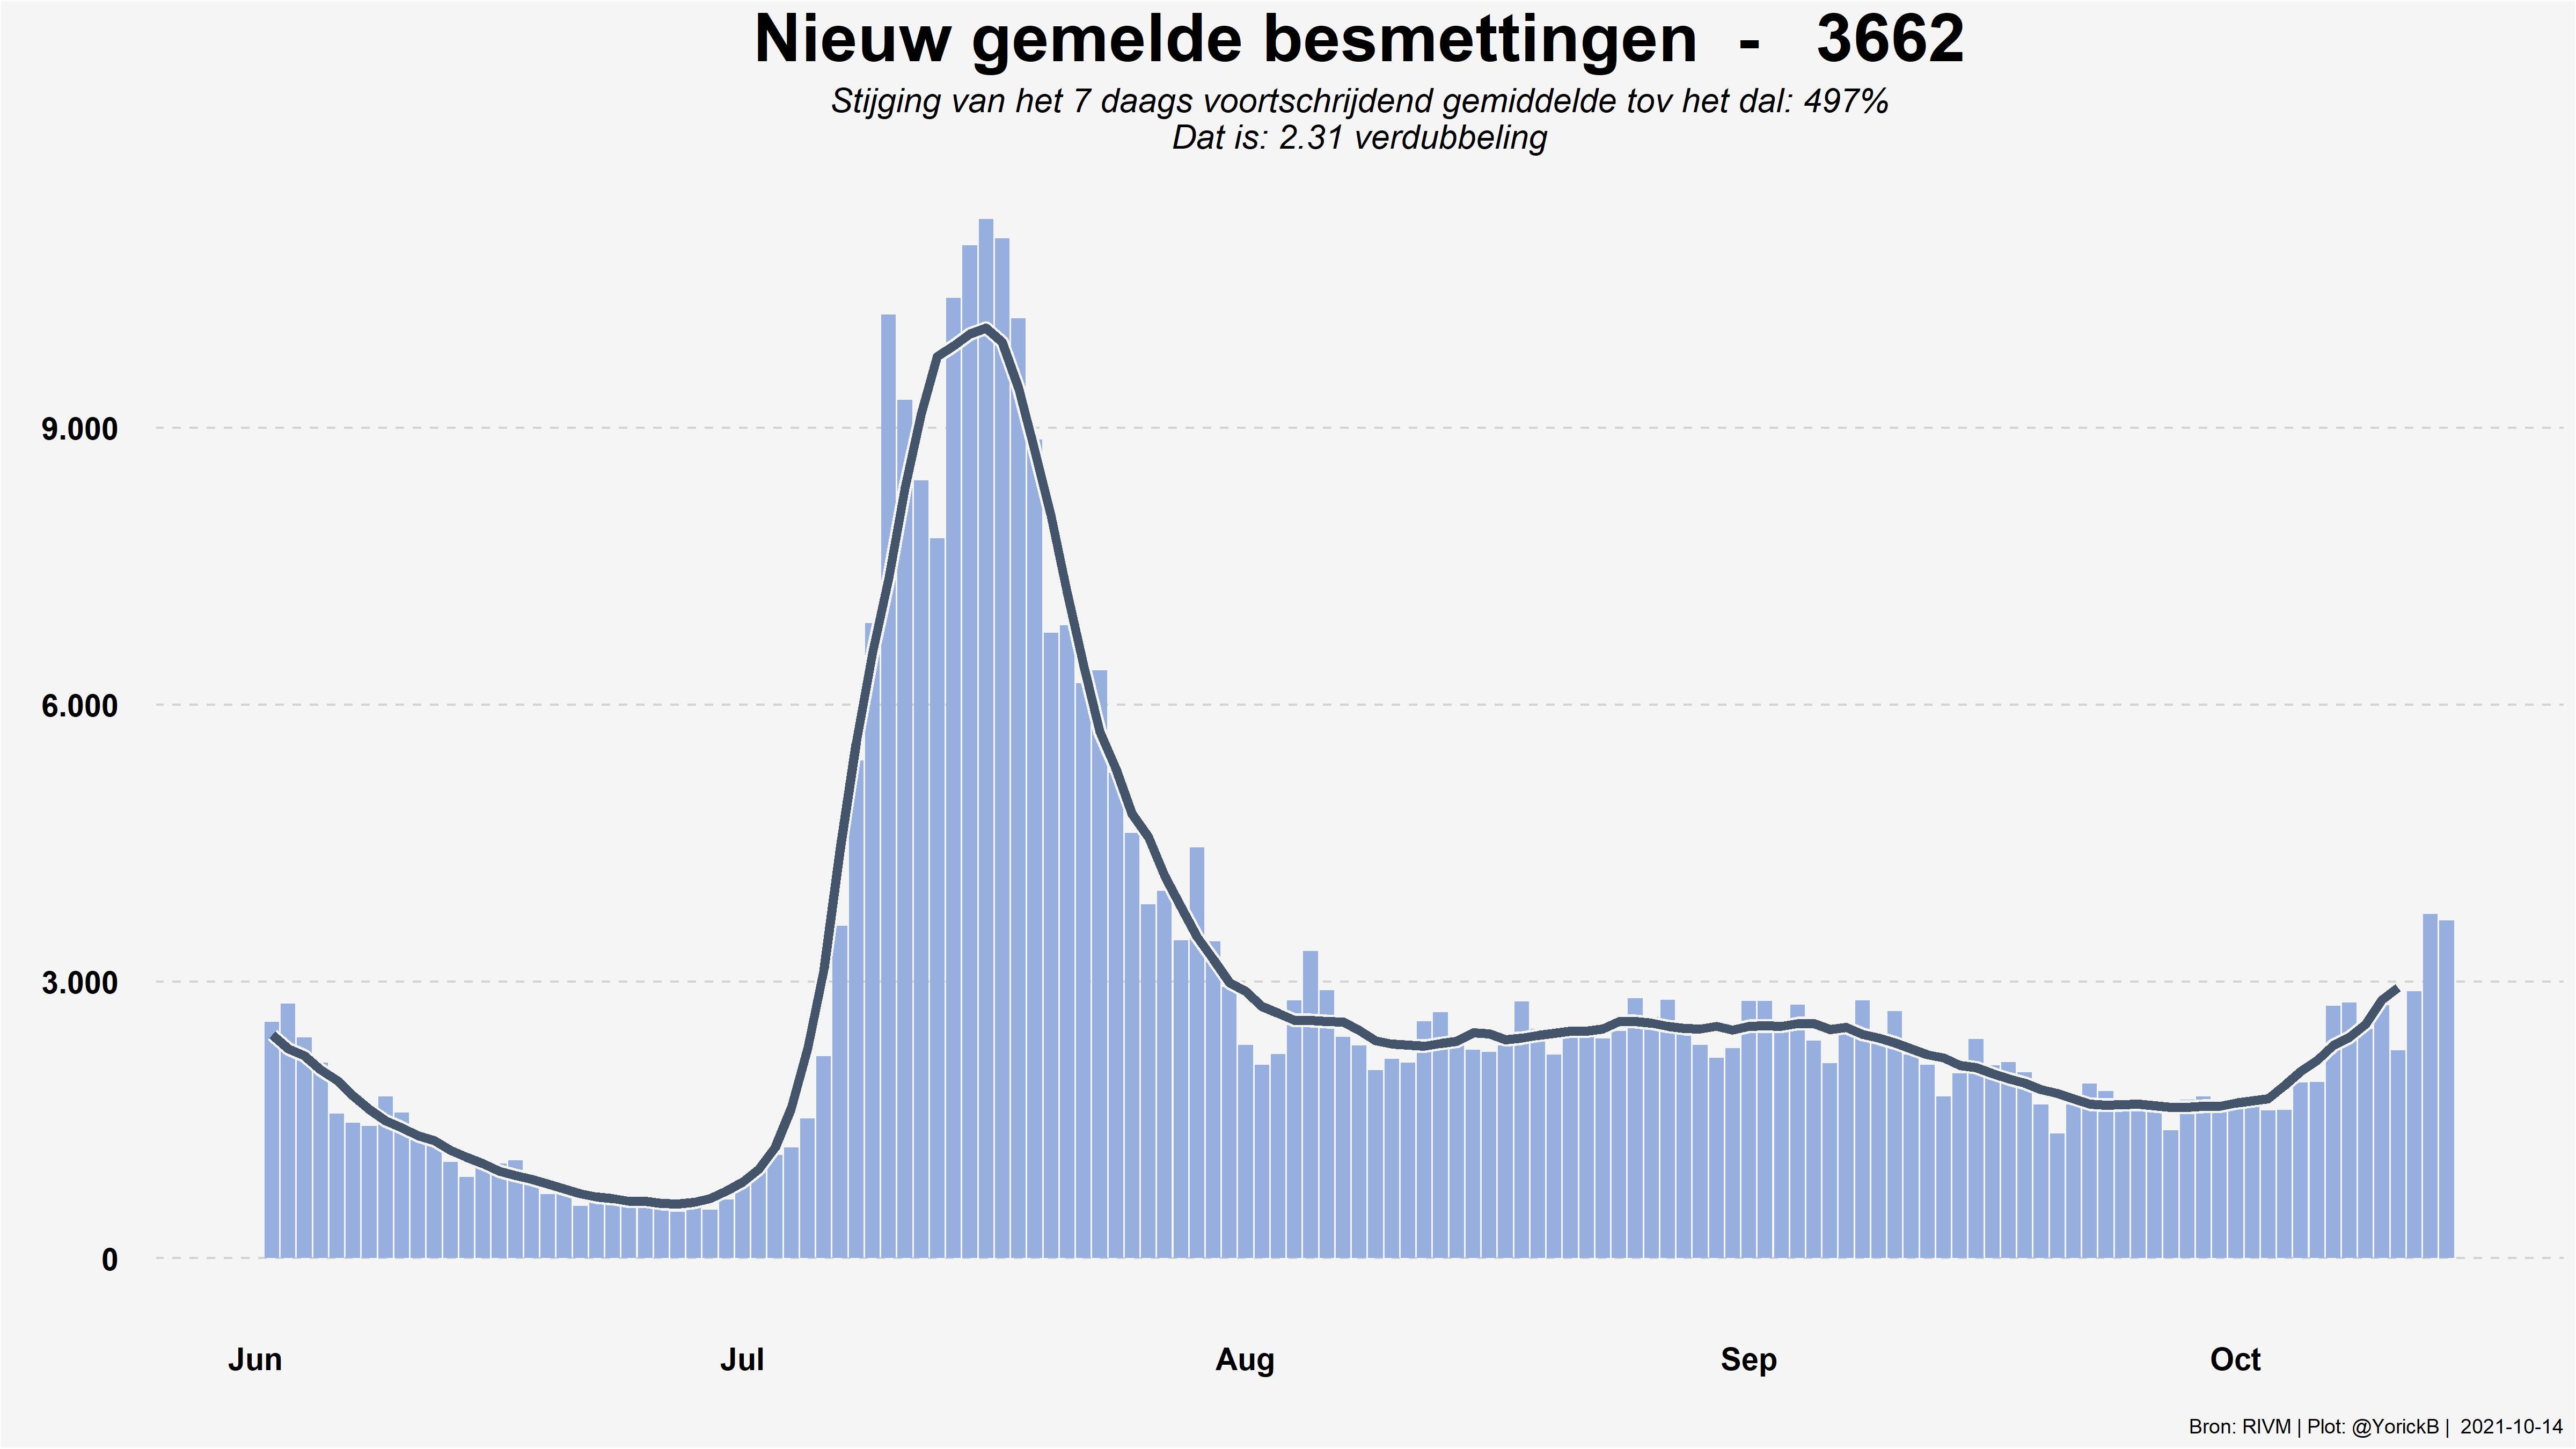 Nieuw gemelde besmettingen - 3662
Stijging van het 7 daags voortschrijdend gemiddelde tov het dal: 497%
Dat is: 2.31 verdubbeling
9.000
6.000
3.000
0
Jun Jul Aug Sep Oct
Bron: RIVM | Plot: @YorickB | 2021-10-14